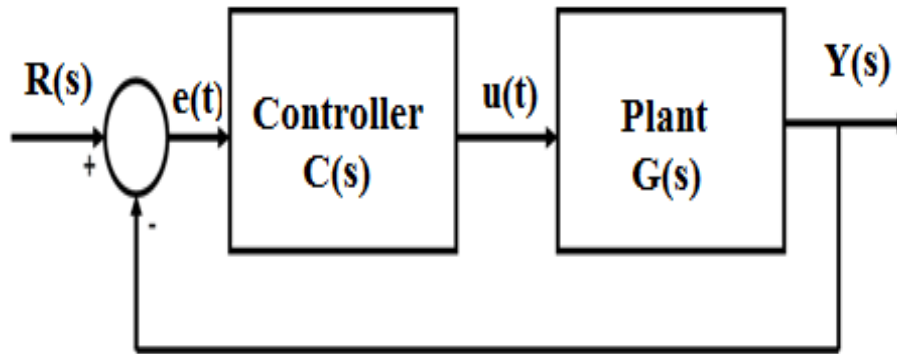 R(s)
+
-
e(t)
Controller
C(s)
u(t)
Plant
G(s)
Y(s)